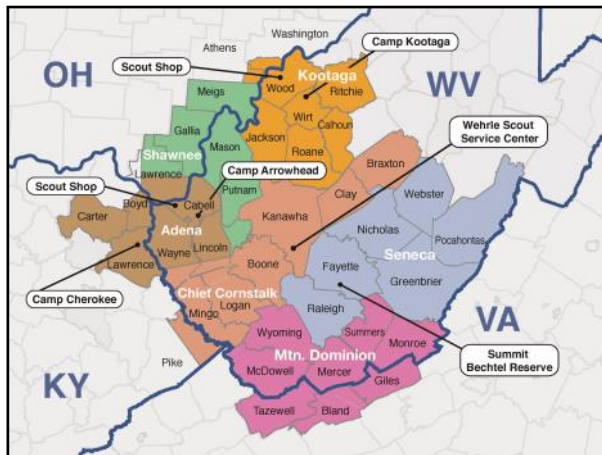 Washington
Athens
Camp Kootaga
OH
Scout Shop
Kootaga
WV
Wood
Ritchie
Meigs
Wirt
Calhoun
Wehrle Scout
Service Center
Gallia
Mason
Jackson
Roane
Shawnee
Braxton
Lawrence
Camp Arrowhead
Scout Shop
Putnam
Clay
Webster
Boyd
Cabell
Kanawha
Carter
Adena
Nicholas
Pocahontas
Wayne
Lincoln
Seneca
Lawrence
Boone
Fayette
Greenbrier
Camp Cherokee
Chief Cornstalk
Logan
Mingo
Raleigh
VA
Wyoming
Summers
Monroe
Pike
Mtn. Dominion
Summit
Bechtel Reserve
KY
McDowell
Mercer
Giles
Tazewell
Bland